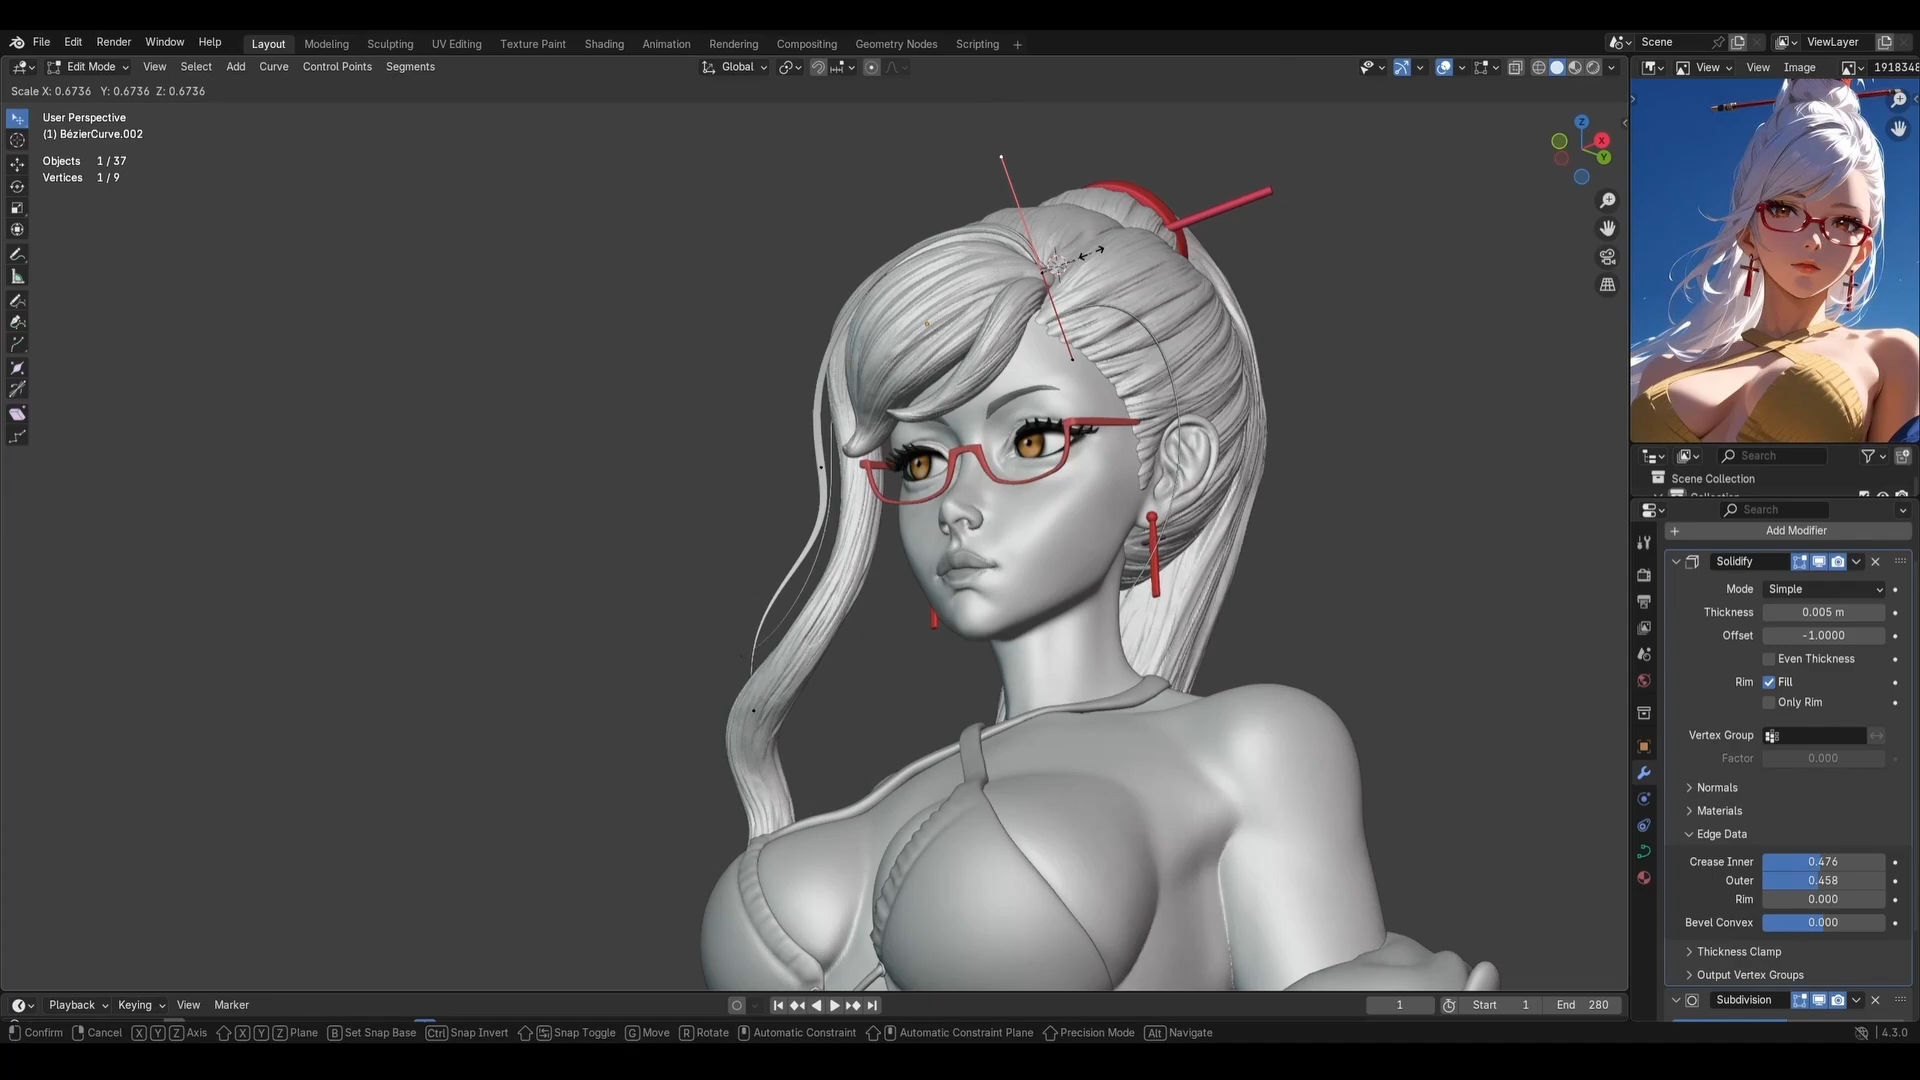 File Edit Render Window Help Layout Modeling Sculpting UV Editing Texture Paint Shading Animation Rendering Compositing Geometry Nodes Scripting + Scene ViewLayer
Edit Mode View Select Add Curve Control Points Segments Global View View Image 1918348
Scale X: 0.6736 Y: 0.6736 Z: 0.6736
User Perspective
(1) BézierCurve.002
Objects 1 / 37
Vertices 1 / 9
Z
X
Y
Search
Scene Collection
Search
Add Modifier
Solidify
Mode Simple
Thickness 0.005 m
Offset -1.0000
Even Thickness
Rim Fill
Only Rim
Vertex Group
Factor 0.000
Normals
Materials
Edge Data
Crease Inner 0.476
Outer 0.458
Rim 0.000
Bevel Convex 0.000
Thickness Clamp
Output Vertex Groups
Subdivision
Playback Keying View Marker 1 Start 1 End 280
Confirm Cancel X Y Z Axis X Y Z Plane B Set Snap Base Ctrl Snap Invert Snap Toggle G Move R Rotate Automatic Constraint Automatic Constraint Plane Precision Mode Alt Navigate 4.3.0